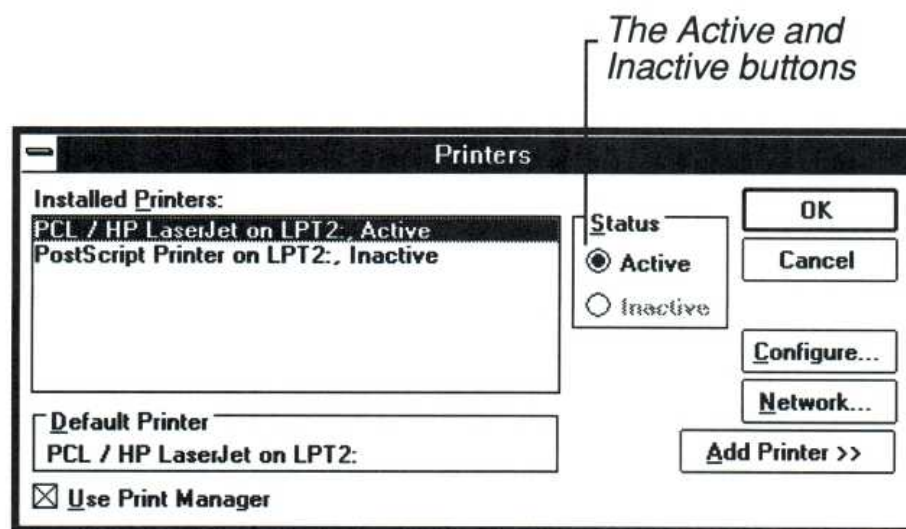 The Active and
Inactive buttons
Printers
Installed Printers:
PCL / HP LaserJet on LPT2:, Active
PostScript Printer on LPT2:, Inactive
Status
Active
Inactive
OK
Cancel
Configure...
Network...
Add Printer >>
Default Printer
PCL / HP LaserJet on LPT2:
Use Print Manager